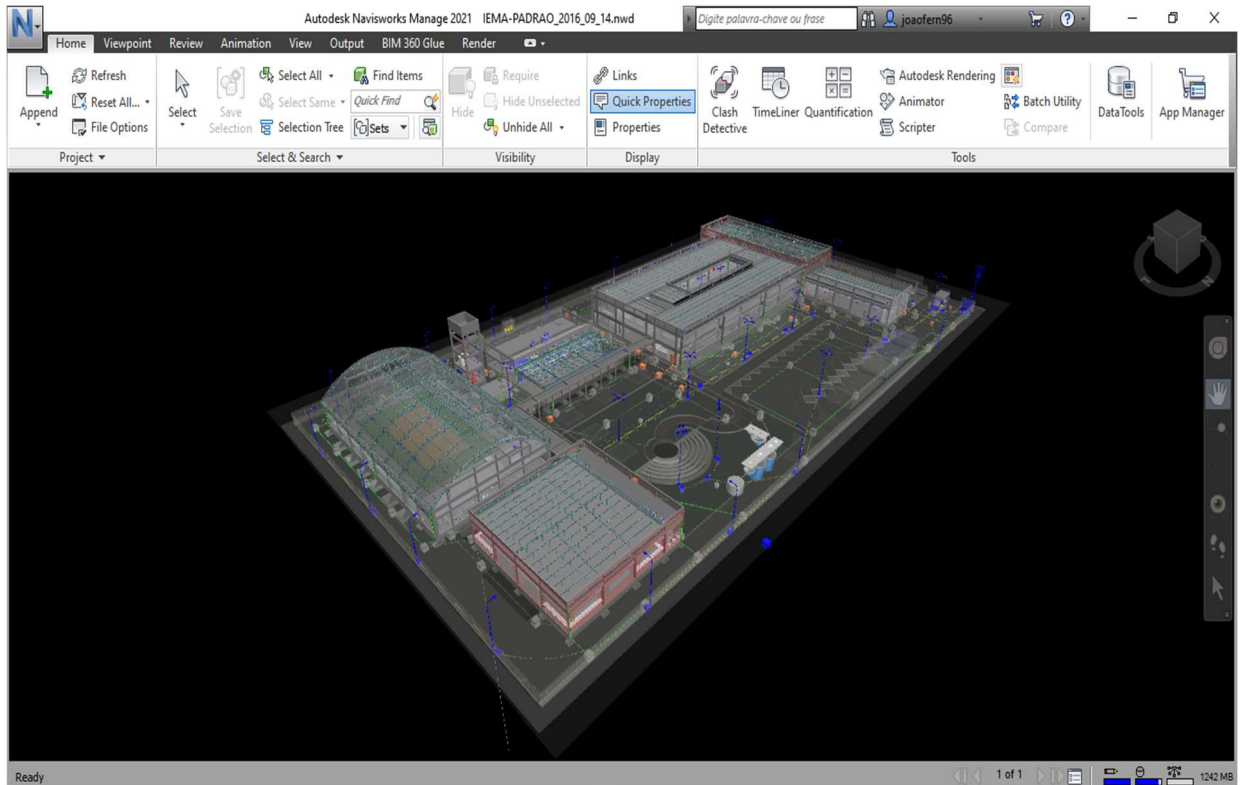 Autodesk Navisworks Manage 2021 IEMA-PADRAO_2016_09_14.nwd Digite palavra-chave ou frase joaofern96
Home Viewpoint Review Animation View Output BIM 360 Glue Render
Append
Refresh
Reset All...
File Options
Project
Select
Save Selection
Select All
Select Same
Selection Tree
Find Items
Quick Find
Sets
Select & Search
Hide
Require
Hide Unselected
Unhide All
Visibility
Links
Quick Properties
Properties
Display
Clash Detective
TimeLiner
Quantification
Autodesk Rendering
Animator
Scripter
Batch Utility
Compare
Tools
DataTools
App Manager
Ready
1 of 1
1242 MB